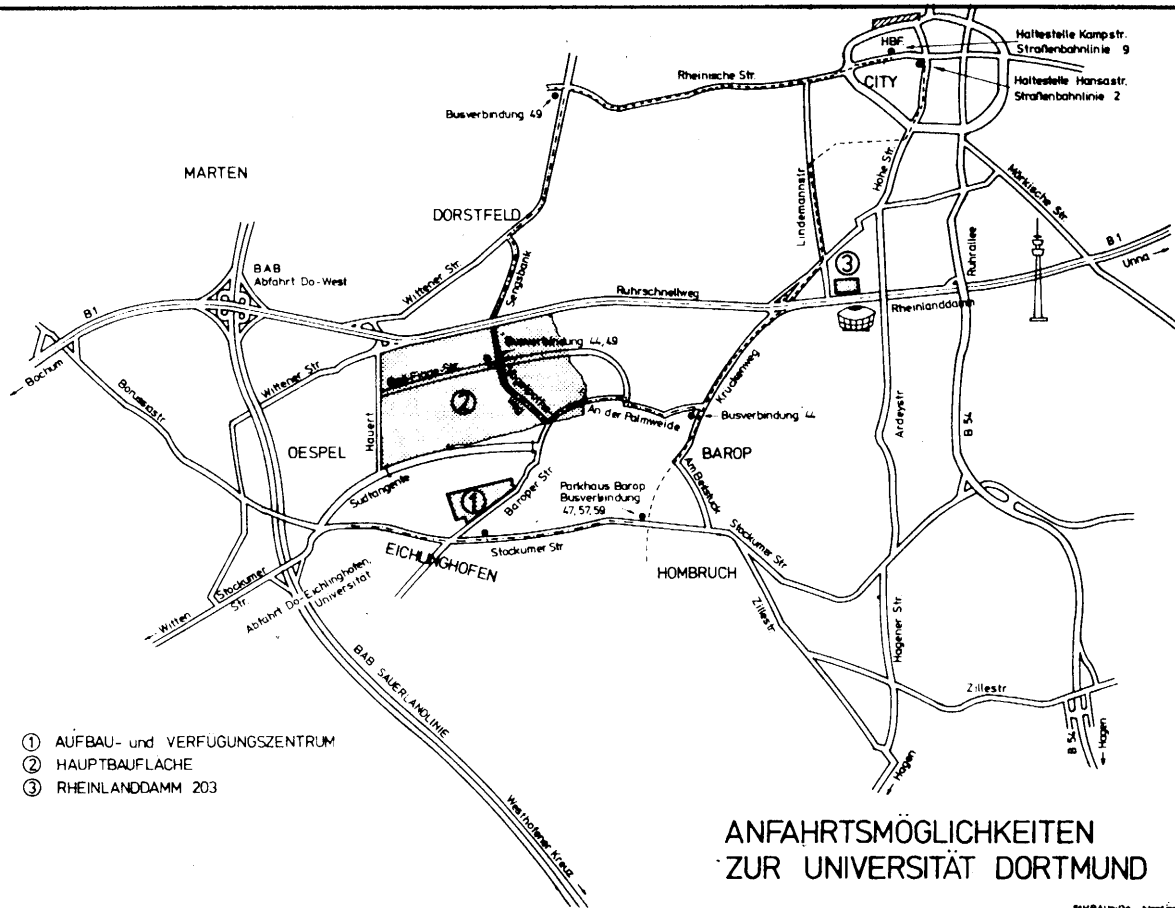 Haltestelle Kampstr.
Straßenbahnlinie 9
HBF
Rheinische Str.
CITY
Haltestelle Hansastr.
Straßenbahnlinie 2
Busverbindung 49
MARTEN
Hohe Str.
Märkische Str
Lindemannstr
DORSTFELD
Ruhrallee
B 1
Unna
BAB
Abfahrt Do-West
Wittener Str.
Sengsbank
Ruhrschnellweg
③
Rheinlanddamm
B 1
Bochum
Busverbindung 44, 49
Wittener Str
Borussiastr
②
An der Palmweide
Krückenweg
Busverbindung 44
Ardeystr
B 54
Hauert
OESPEL
BAROP
Südtangente
①
Baroper Str
Parkhaus Barop
Busverbindung
47, 57, 59
Am Beilstück
Stockumer Str
EICHLINGHOFEN
Stockumer Str
HOMBRUCH
Stockumer
Str.
Witten
Abfahrt Do-Eichlinghofen,
Universität
Zillestr
Hagener Str
BAB SAUERLANDLINIE
Zillestr
① AUFBAU- und VERFÜGUNGSZENTRUM
② HAUPTBAUFLÄCHE
③ RHEINLANDDAMM 203
B 54
Hagen
Hagen
Westhofener Kreuz
ANFAHRTSMÖGLICHKEITEN
ZUR UNIVERSITÄT DORTMUND